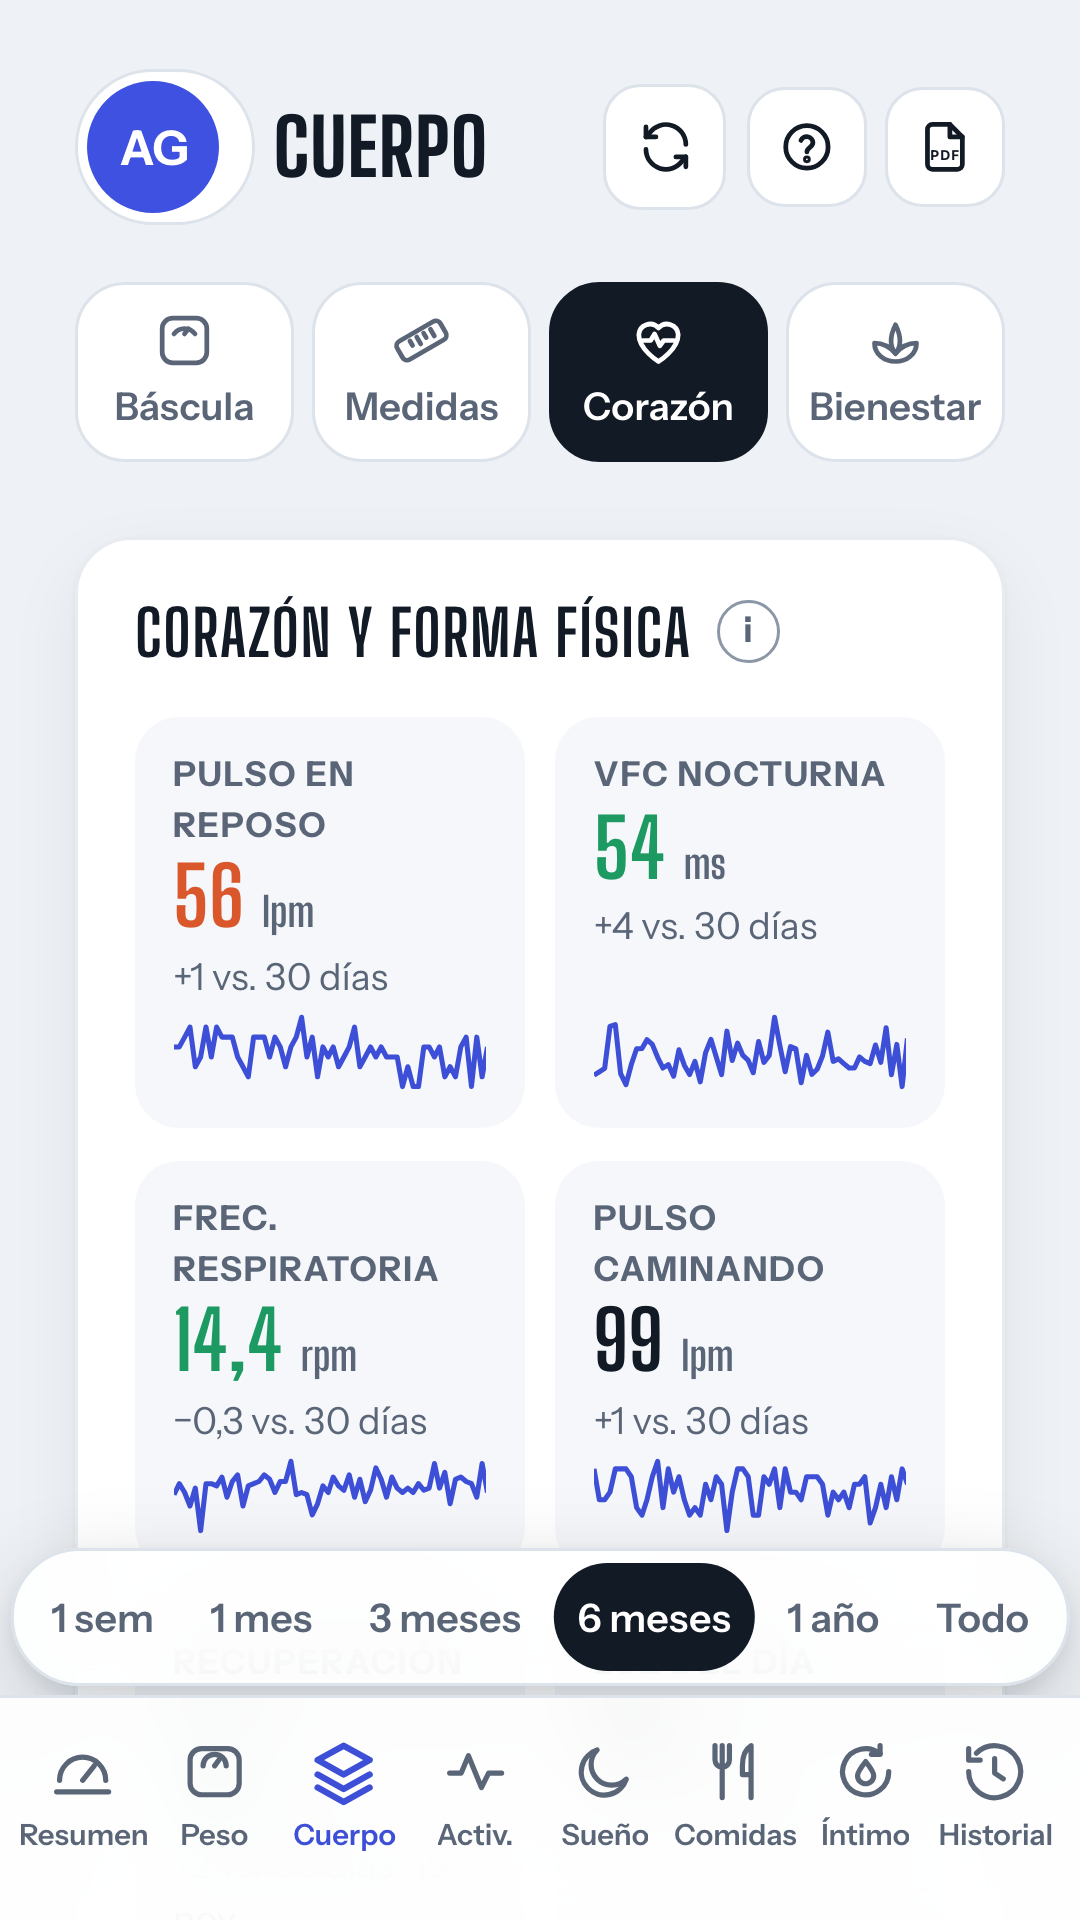 AG
CUERPO
PDF
Báscula
Medidas
Corazón
Bienestar
CORAZÓN Y FORMA FÍSICA
i
PULSO EN
REPOSO
56 lpm
+1 vs. 30 días
VFC NOCTURNA
54 ms
+4 vs. 30 días
FREC.
RESPIRATORIA
14,4 rpm
−0,3 vs. 30 días
PULSO
CAMINANDO
99 lpm
+1 vs. 30 días
1 sem
1 mes
3 meses
6 meses
1 año
Todo
RECUPERACIÓN
DÍA
Resumen
Peso
Cuerpo
Activ.
Sueño
Comidas
Íntimo
Historial